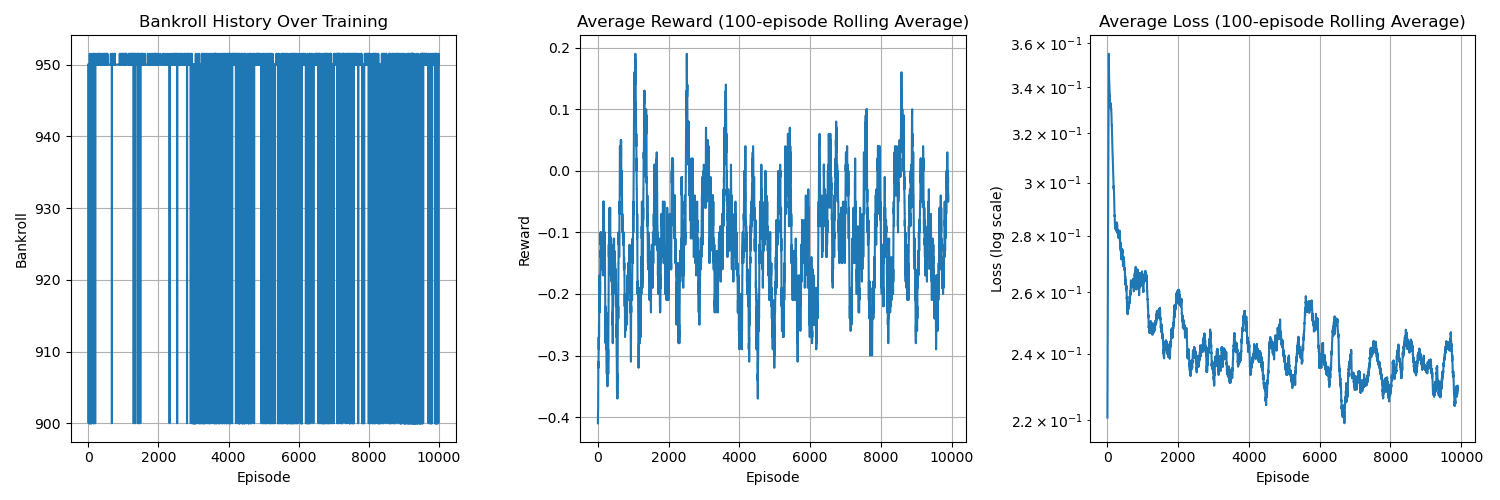 Bankroll History Over Training
950
940
930
920
910
900
Bankroll
0 2000 4000 6000 8000 10000
Episode
Average Reward (100-episode Rolling Average)
0.2
0.1
0.0
−0.1
−0.2
−0.3
−0.4
Reward
0 2000 4000 6000 8000 10000
Episode
Average Loss (100-episode Rolling Average)
3.6 × 10⁻¹
3.4 × 10⁻¹
3.2 × 10⁻¹
3 × 10⁻¹
2.8 × 10⁻¹
2.6 × 10⁻¹
2.4 × 10⁻¹
2.2 × 10⁻¹
Loss (log scale)
0 2000 4000 6000 8000 10000
Episode